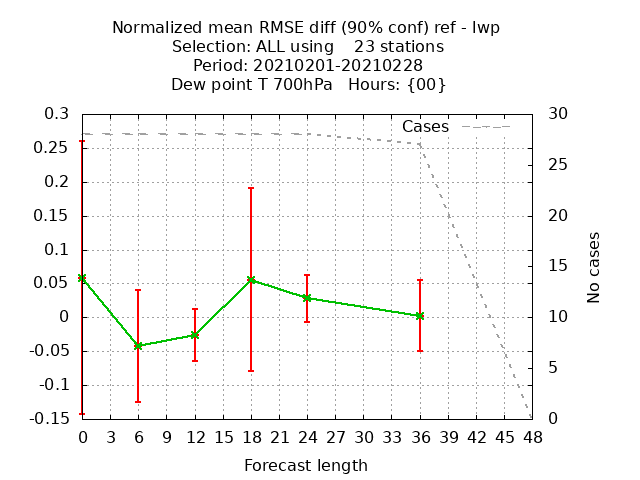 Normalized mean RMSE diff (90% conf) ref - lwp
Selection: ALL using    23 stations
Period: 20210201-20210228
Dew point T 700hPa   Hours: {00}
Cases
0.3
0.25
0.2
0.15
0.1
0.05
0
-0.05
-0.1
-0.15
30
25
20
15
10
5
0
No cases
0 3 6 9 12 15 18 21 24 27 30 33 36 39 42 45 48
Forecast length